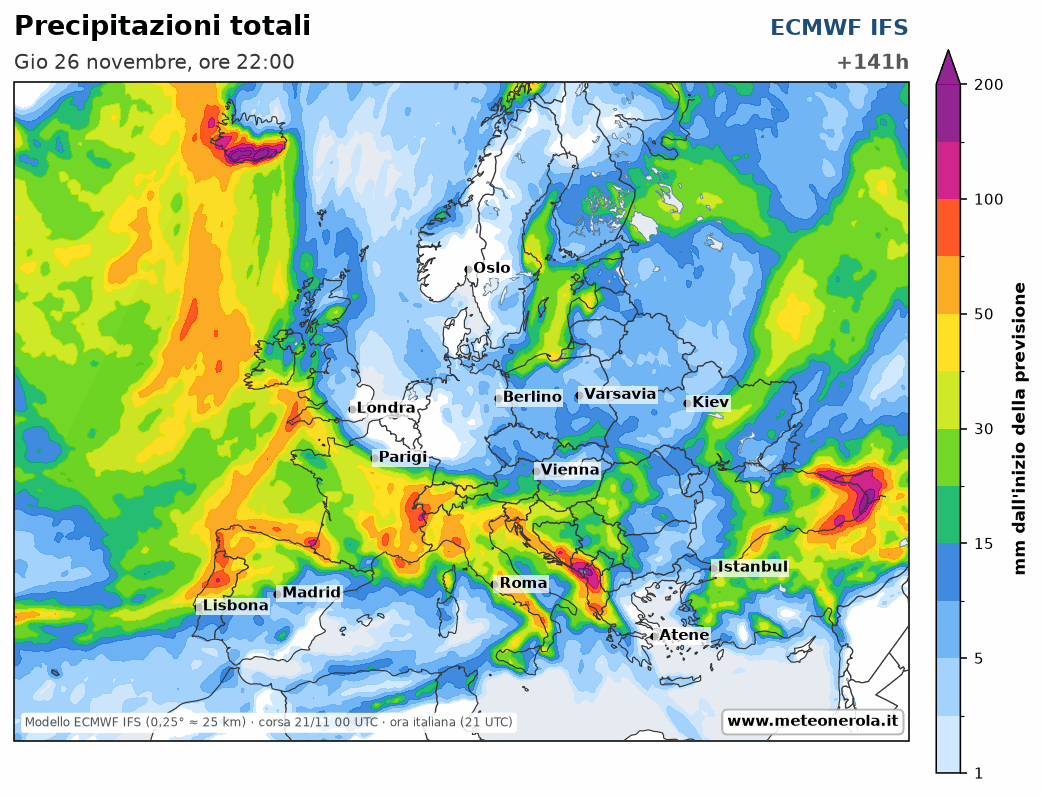 Precipitazioni totali
ECMWF IFS
Gio 26 novembre, ore 22:00
+141h
Oslo
Londra
Berlino
Varsavia
Kiev
Parigi
Vienna
Roma
Istanbul
Madrid
Lisbona
Atene
Modello ECMWF IFS (0,25° ≈ 25 km) · corsa 21/11 00 UTC · ora italiana (21 UTC)
www.meteonerola.it
200
100
50
30
15
5
1
mm dall'inizio della previsione